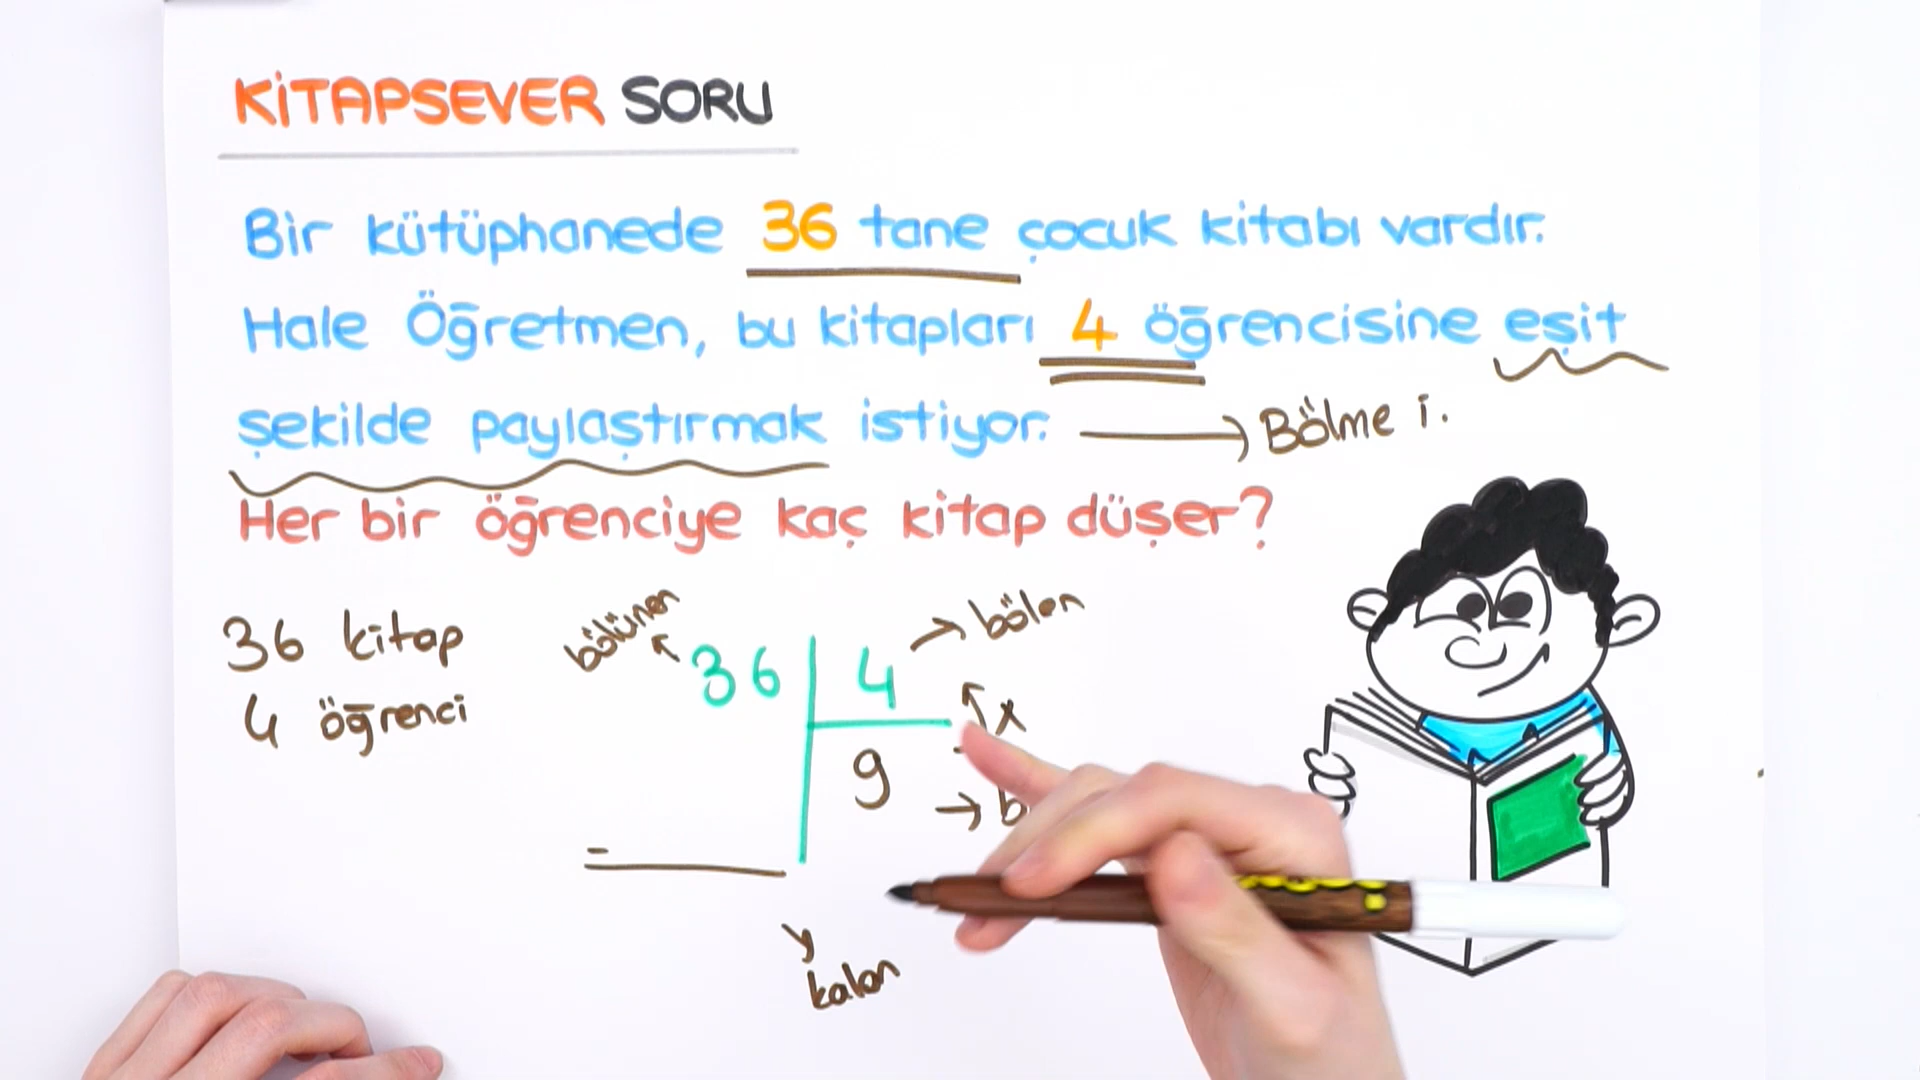 KİTAPSEVER SORU
Bir kütüphanede 36 tane çocuk kitabı vardır.
Hale Öğretmen, bu kitapları 4 öğrencisine eşit
şekilde paylaştırmak istiyor. → Bölme i.
Her bir öğrenciye kaç kitap düşer?
36 kitap
4 öğrenci
bölünen
36 4 → bölen
x
9 → b
-
kalan